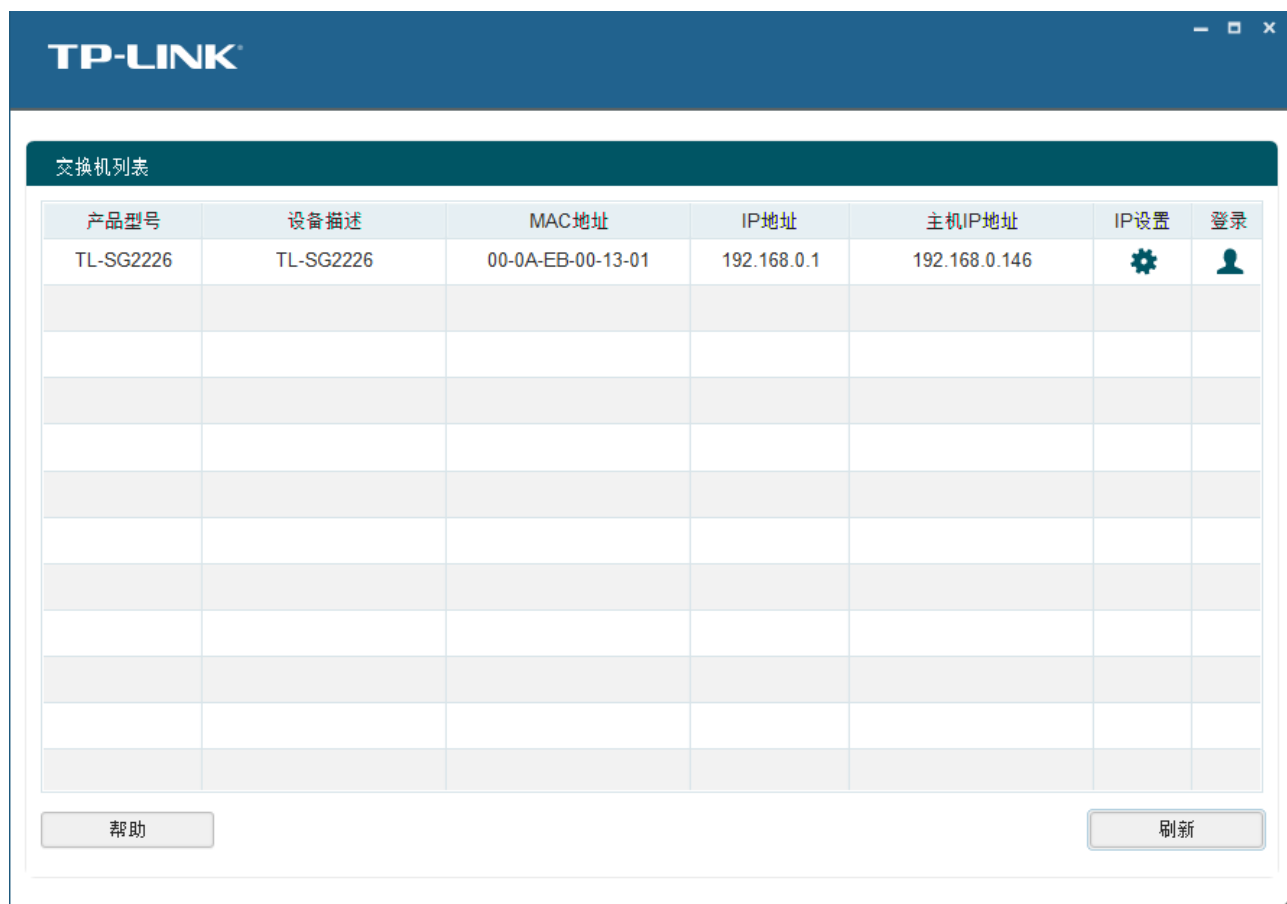 TP-LINK
交换机列表
产品型号 设备描述 MAC地址 IP地址 主机IP地址 IP设置 登录
TL-SG2226 TL-SG2226 00-0A-EB-00-13-01 192.168.0.1 192.168.0.146
帮助 刷新